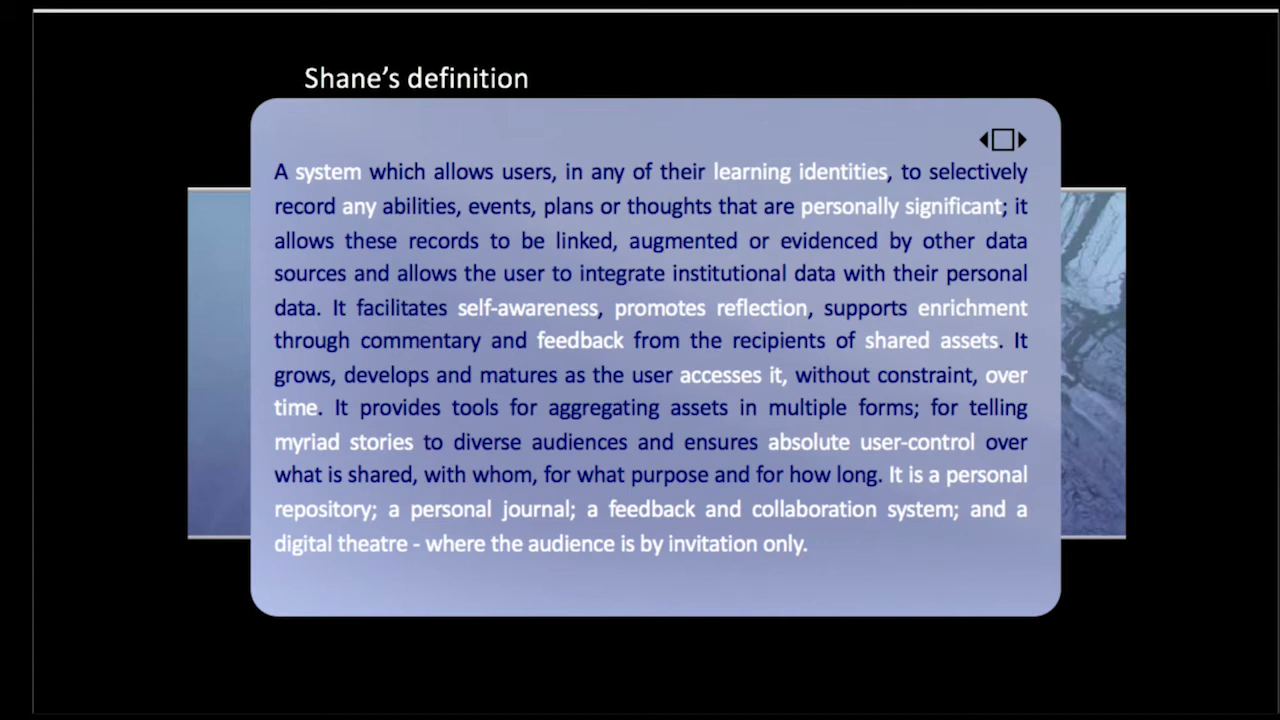 Shane’s definition
A system which allows users, in any of their learning identities, to selectively
record any abilities, events, plans or thoughts that are personally significant; it
allows these records to be linked, augmented or evidenced by other data
sources and allows the user to integrate institutional data with their personal
data. It facilitates self-awareness, promotes reflection, supports enrichment
through commentary and feedback from the recipients of shared assets. It
grows, develops and matures as the user accesses it, without constraint, over
time. It provides tools for aggregating assets in multiple forms; for telling
myriad stories to diverse audiences and ensures absolute user-control over
what is shared, with whom, for what purpose and for how long. It is a personal
repository; a personal journal; a feedback and collaboration system; and a
digital theatre - where the audience is by invitation only.